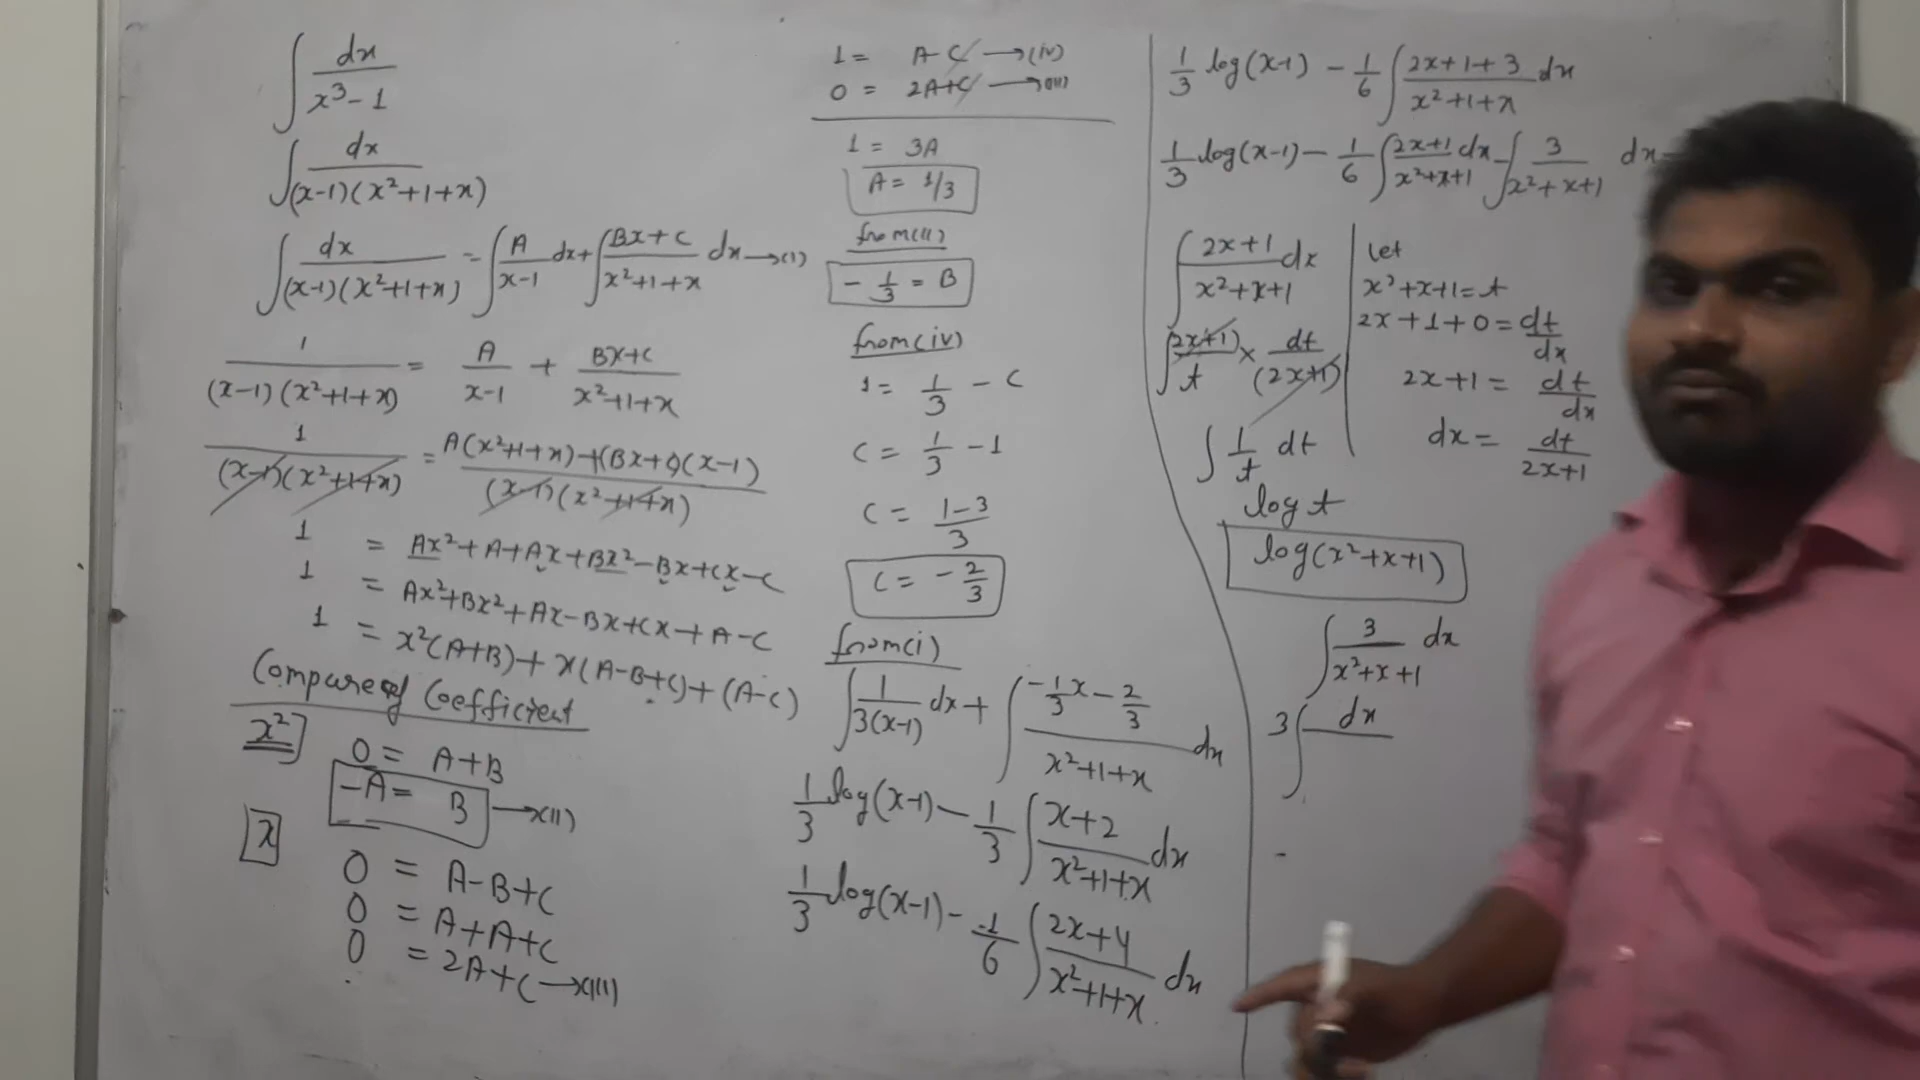 ∫ dx / (x³-1)
∫ dx / (x-1)(x²+1+x)
∫ dx / (x-1)(x²+1+x) = ∫ A/(x-1) dx + ∫ (Bx+C)/(x²+1+x) dx →(1)
1 / (x-1)(x²+1+x) = A/(x-1) + (Bx+C)/(x²+1+x)
1 / (x-1)(x²+1+x) = A(x²+1+x)+(Bx+C)(x-1) / (x-1)(x²+1+x)
1 = Ax²+A+Ax+Bx²-Bx+Cx-C
1 = Ax²+Bx²+Ax-Bx+Cx+A-C
1 = x²(A+B)+x(A-B+C)+(A-C)
Compare of Coefficient
x²] 0 = A+B
-A = B →(II)
x 0 = A-B+C
0 = A+A+C
0 = 2A+C →(III)
1 = A-C →(iv)
0 = 2A+C →(III)
1 = 3A
A = 1/3
from(II)
-1/3 = B
from(iv)
1 = 1/3 - C
C = 1/3 - 1
C = (1-3)/3
C = -2/3
from(i)
∫ 1/3(x-1) dx + ∫ (-1/3 x - 2/3)/(x²+1+x) dx
1/3 log(x-1) - 1/3 ∫ (x+2)/(x²+1+x) dx
1/3 log(x-1) - 1/6 ∫ (2x+4)/(x²+1+x) dx
1/3 log(x-1) - 1/6 ∫ (2x+1+3)/(x²+1+x) dx
1/3 log(x-1) - 1/6 ∫ (2x+1)/(x²+x+1) dx - ∫ 3/(x²+x+1) dx
∫ (2x+1)/(x²+x+1) dx
∫ (2x+1)/t × dt/(2x+1)
∫ 1/t dt
log t
log(x²+x+1)
Let
x²+x+1=t
2x+1+0 = dt/dx
2x+1 = dt/dx
dx = dt/(2x+1)
∫ 3/(x²+x+1) dx
3 ∫ dx